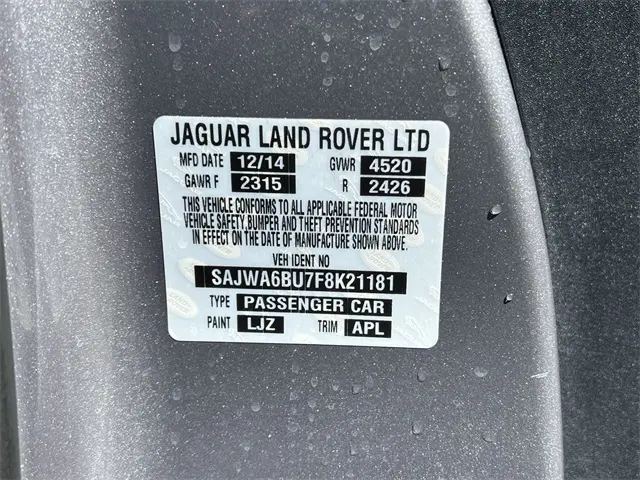 JAGUAR LAND ROVER LTD
MFD DATE 12/14 GVWR 4520
GAWR F 2315 R 2426
THIS VEHICLE CONFORMS TO ALL APPLICABLE FEDERAL MOTOR
VEHICLE SAFETY, BUMPER AND THEFT PREVENTION STANDARDS
IN EFFECT ON THE DATE OF MANUFACTURE SHOWN ABOVE.
VEH IDENT NO
SAJWA6BU7F8K21181
TYPE PASSENGER CAR
PAINT LJZ TRIM APL